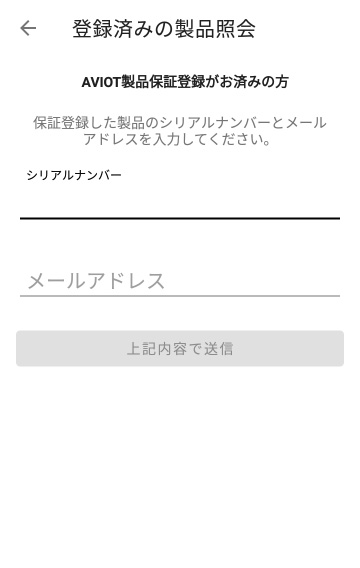 登録済みの製品照会
AVIOT製品保証登録がお済みの方
保証登録した製品のシリアルナンバーとメール
アドレスを入力してください。
シリアルナンバー
メールアドレス
上記内容で送信